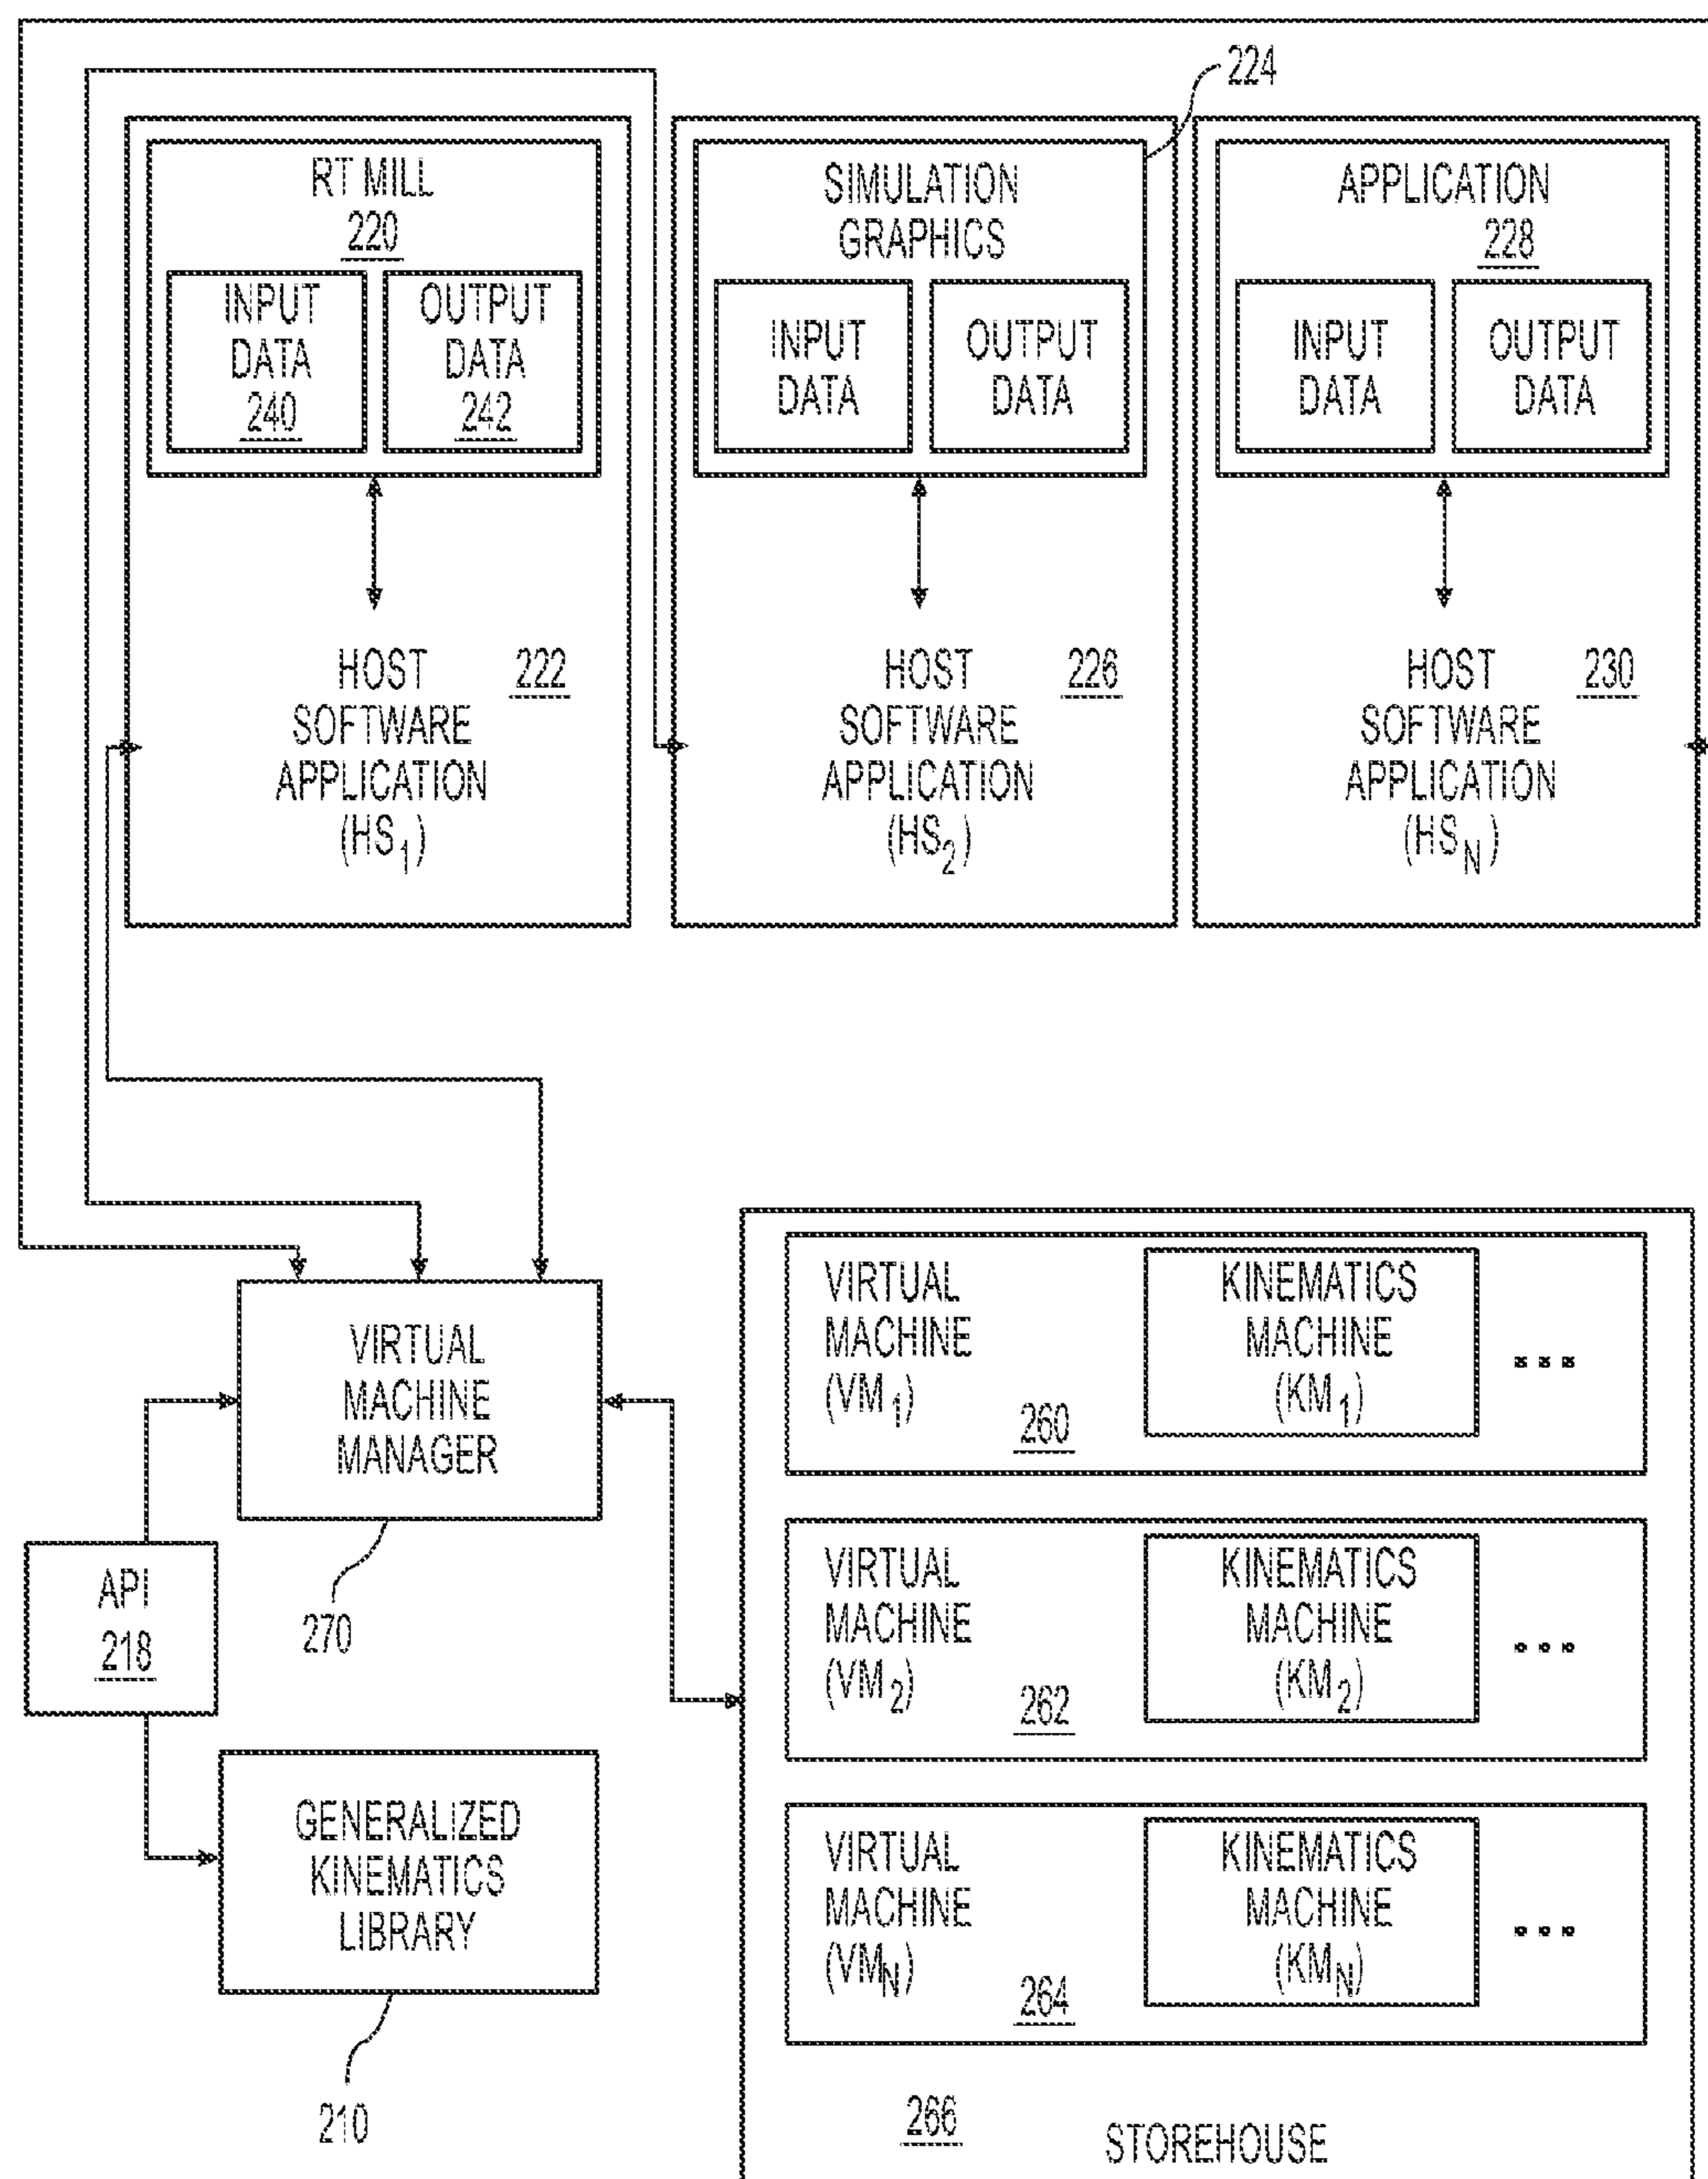 224
RT MILL
220
INPUT
DATA
240
OUTPUT
DATA
242
HOST
SOFTWARE
APPLICATION
(HS1)
222
SIMULATION
GRAPHICS
INPUT
DATA
OUTPUT
DATA
HOST
SOFTWARE
APPLICATION
(HS2)
226
APPLICATION
228
INPUT
DATA
OUTPUT
DATA
HOST
SOFTWARE
APPLICATION
(HSN)
230
VIRTUAL
MACHINE
MANAGER
270
API
218
GENERALIZED
KINEMATICS
LIBRARY
210
VIRTUAL
MACHINE
(VM1)
260
KINEMATICS
MACHINE
(KM1)
...
VIRTUAL
MACHINE
(VM2)
262
KINEMATICS
MACHINE
(KM2)
...
VIRTUAL
MACHINE
(VMN)
264
KINEMATICS
MACHINE
(KMN)
...
266
STOREHOUSE